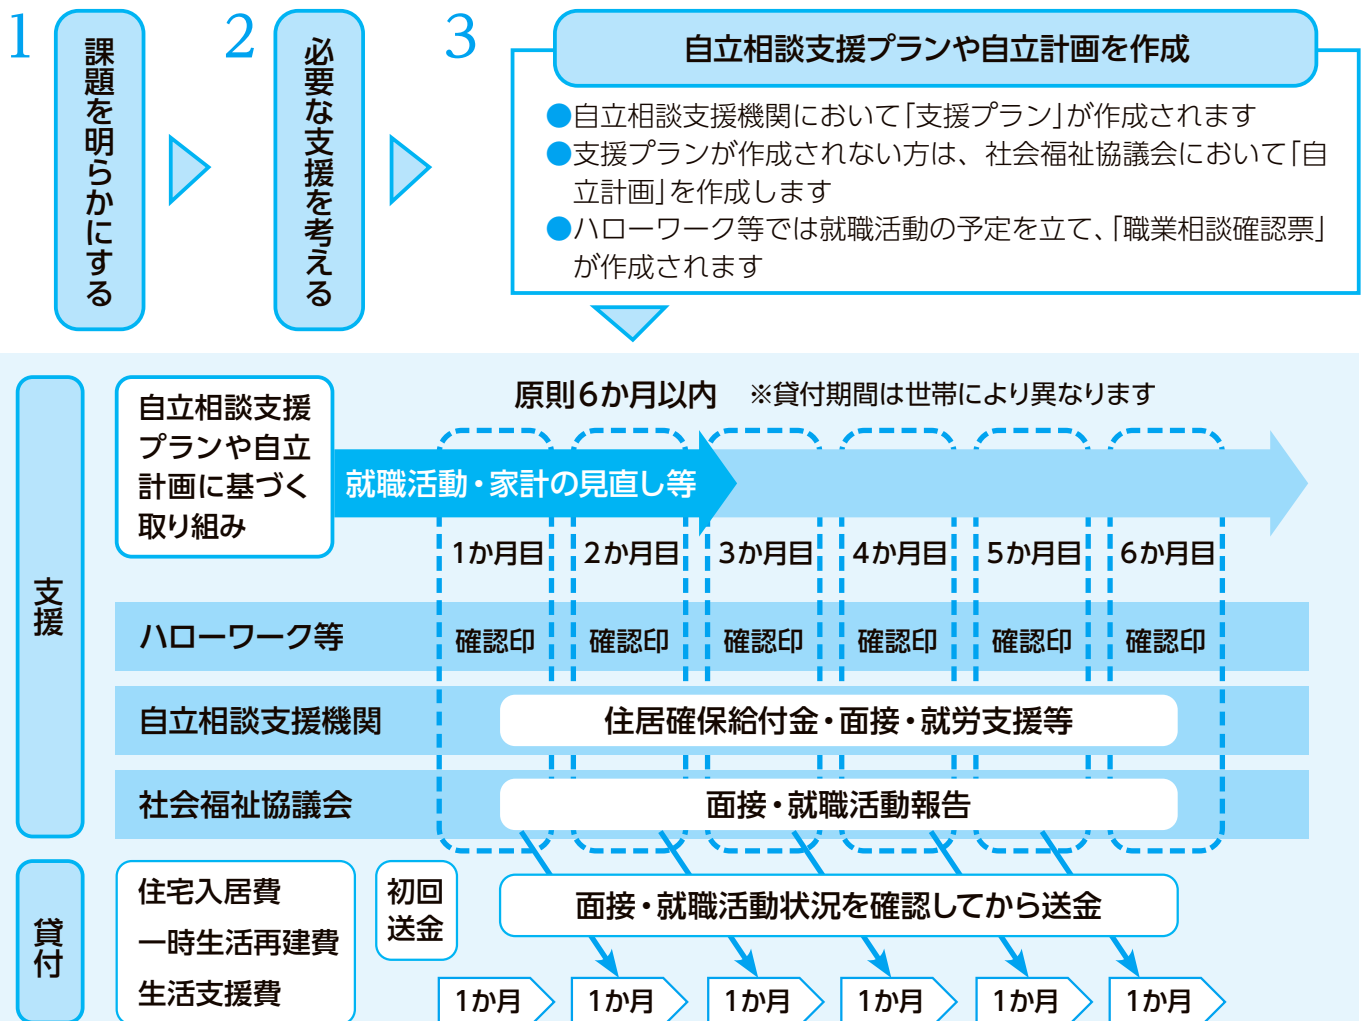 1
課題を明らかにする
2
必要な支援を考える
3
自立相談支援プランや自立計画を作成
●自立相談支援機関において「支援プラン」が作成されます
●支援プランが作成されない方は、社会福祉協議会において「自
立計画」を作成します
●ハローワーク等では就職活動の予定を立て、「職業相談確認票」
が作成されます
支援
自立相談支援
プランや自立
計画に基づく
取り組み
原則6か月以内 ※貸付期間は世帯により異なります
就職活動・家計の見直し等
1か月目 2か月目 3か月目 4か月目 5か月目 6か月目
ハローワーク等 確認印 確認印 確認印 確認印 確認印 確認印
自立相談支援機関 住居確保給付金・面接・就労支援等
社会福祉協議会 面接・就職活動報告
貸付
住宅入居費
一時生活再建費
生活支援費
初回
送金
面接・就職活動状況を確認してから送金
1か月 1か月 1か月 1か月 1か月 1か月